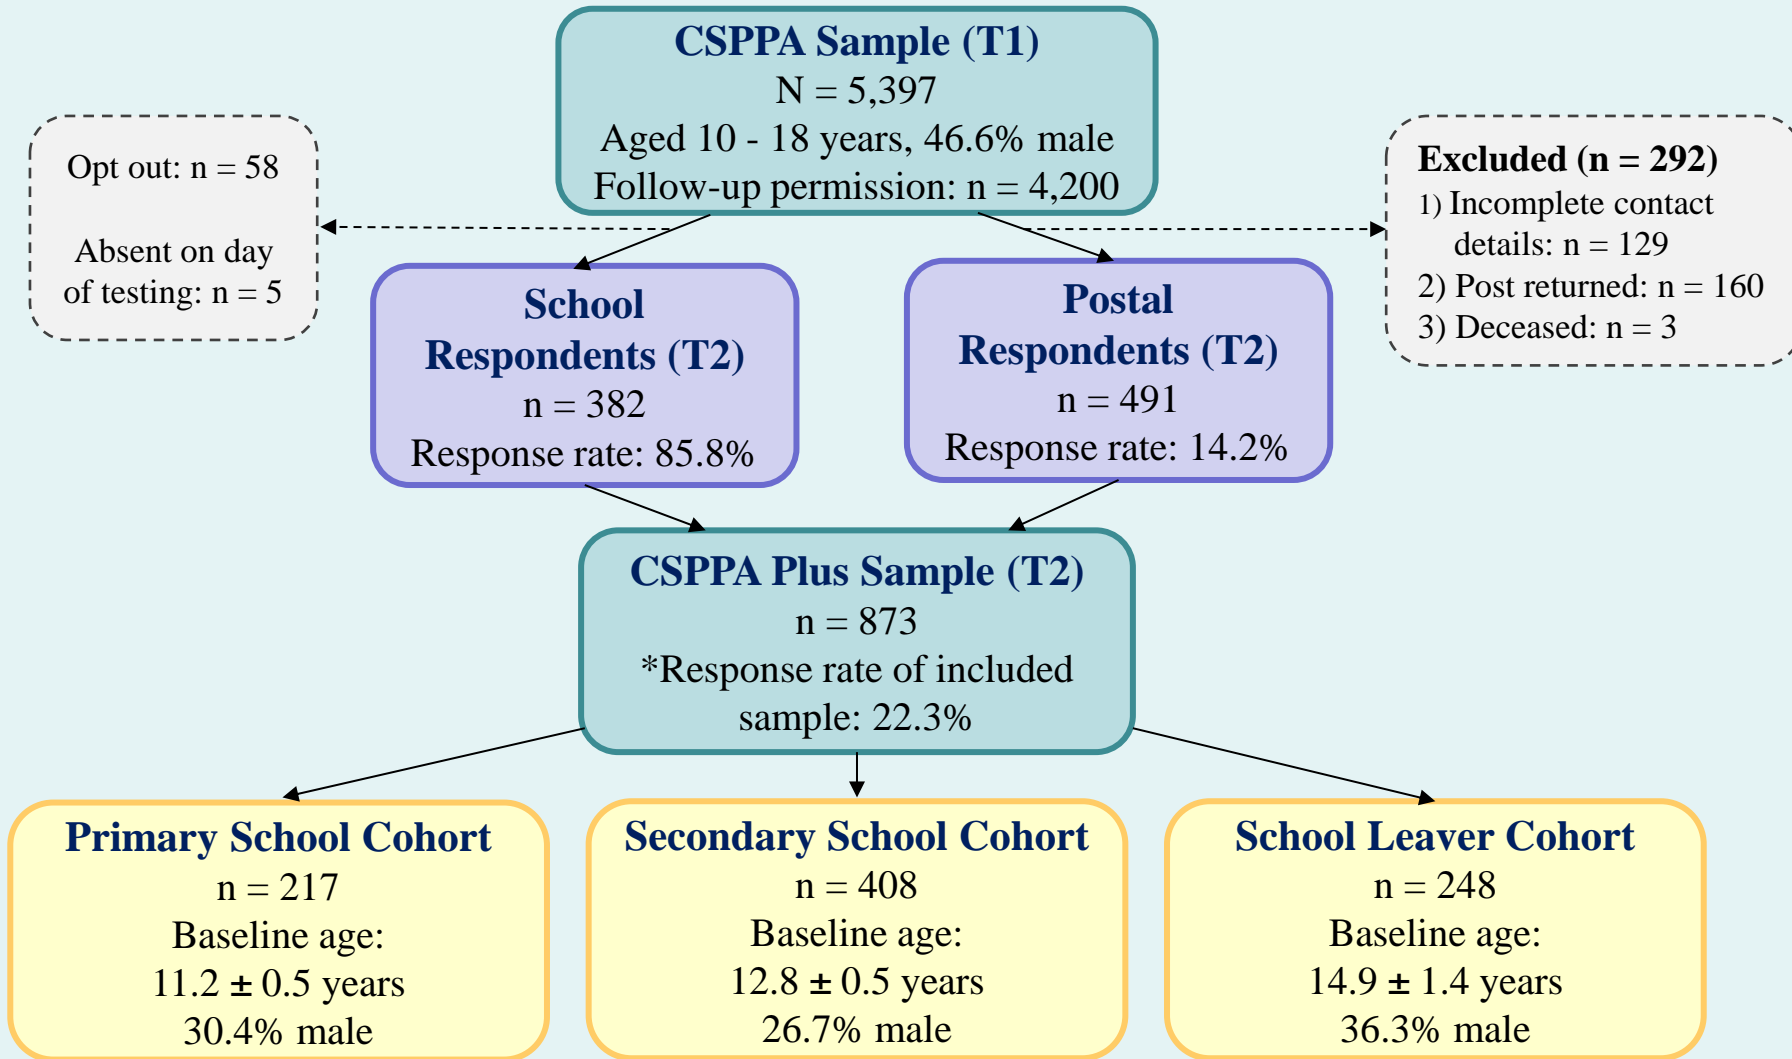 CSPPA Sample (T1)
N = 5,397
Aged 10 - 18 years, 46.6% male
Follow-up permission: n = 4,200
Opt out: n = 58
Absent on day
of testing: n = 5
Excluded (n = 292)
1) Incomplete contact
details: n = 129
2) Post returned: n = 160
3) Deceased: n = 3
School
Respondents (T2)
n = 382
Response rate: 85.8%
Postal
Respondents (T2)
n = 491
Response rate: 14.2%
CSPPA Plus Sample (T2)
n = 873
*Response rate of included
sample: 22.3%
Primary School Cohort
n = 217
Baseline age:
11.2 ± 0.5 years
30.4% male
Secondary School Cohort
n = 408
Baseline age:
12.8 ± 0.5 years
26.7% male
School Leaver Cohort
n = 248
Baseline age:
14.9 ± 1.4 years
36.3% male